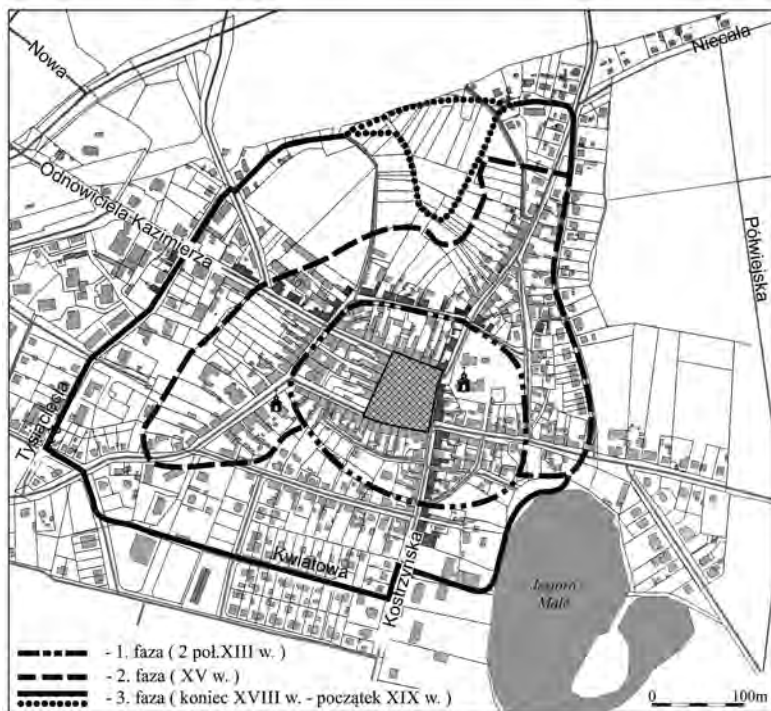 Nowa
Niecała
Odnowiciela Kazimierza
Półwiejska
Tysiąclecia
Kwiatowa
Kostrzyńska
Jezioro
Małe
- 1. faza ( 2 poł.XIII w. )
- 2. faza ( XV w. )
- 3. faza ( koniec XVIII w. - początek XIX w. )
0 100m